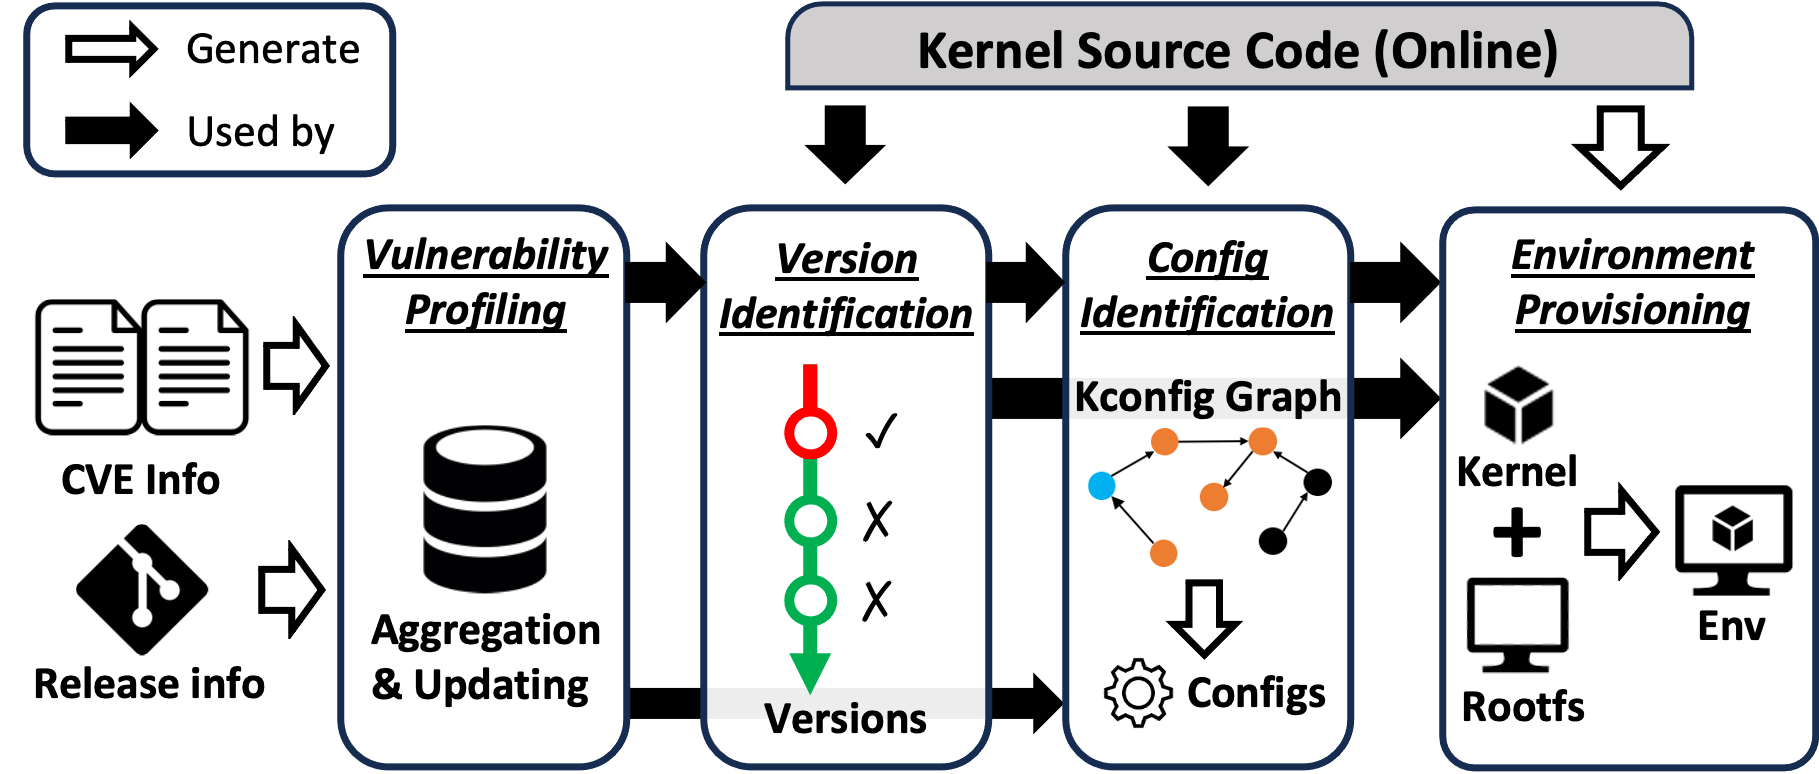 Generate
Used by
Kernel Source Code (Online)
CVE Info
Release info
Vulnerability
Profiling
Aggregation
& Updating
Version
Identification
✓
✗
✗
Versions
Config
Identification
Kconfig Graph
Configs
Environment
Provisioning
Kernel
+
Rootfs
Env